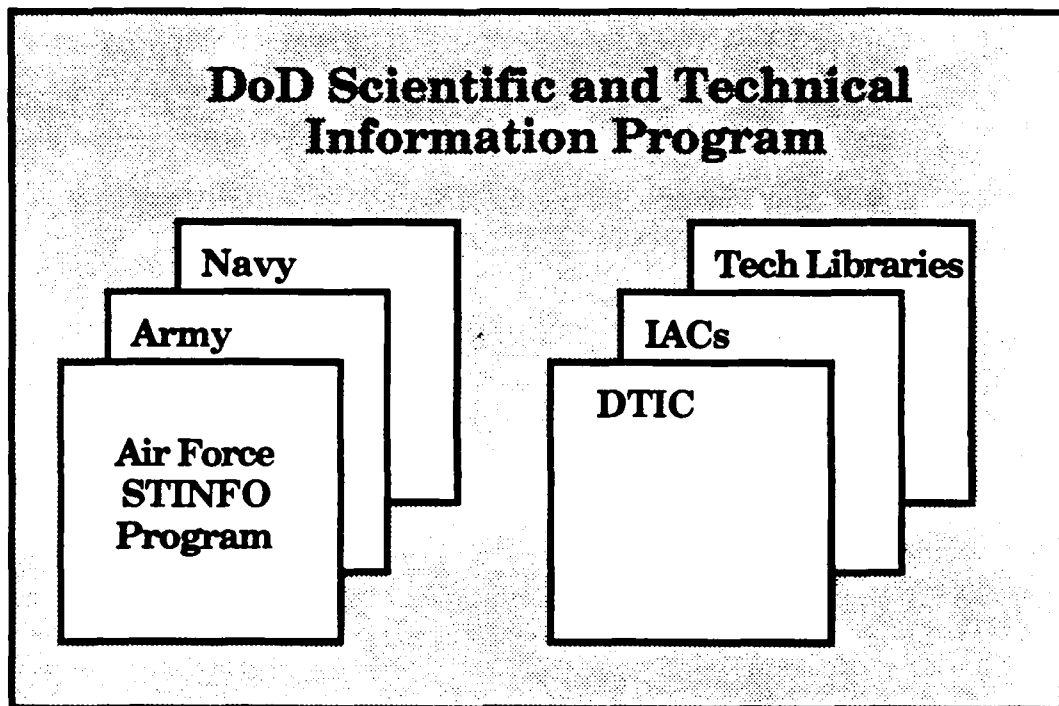 DoD Scientific and Technical
Information Program
Navy
Army
Air Force
STINFO
Program
Tech Libraries
IACs
DTIC